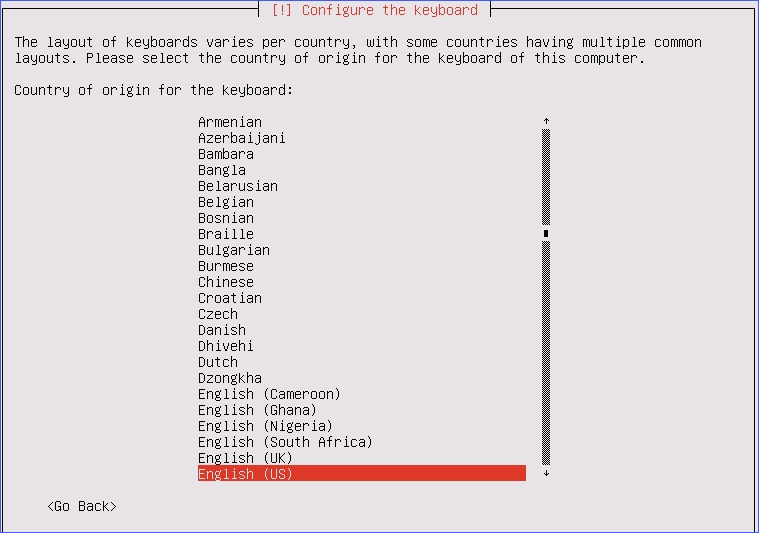 [!] Configure the keyboard
The layout of keyboards varies per country, with some countries having multiple common
layouts. Please select the country of origin for the keyboard of this computer.
Country of origin for the keyboard:
Armenian
Azerbaijani
Bambara
Bangla
Belarusian
Belgian
Bosnian
Braille
Bulgarian
Burmese
Chinese
Croatian
Czech
Danish
Dhivehi
Dutch
Dzongkha
English (Cameroon)
English (Ghana)
English (Nigeria)
English (South Africa)
English (UK)
English (US)
<Go Back>